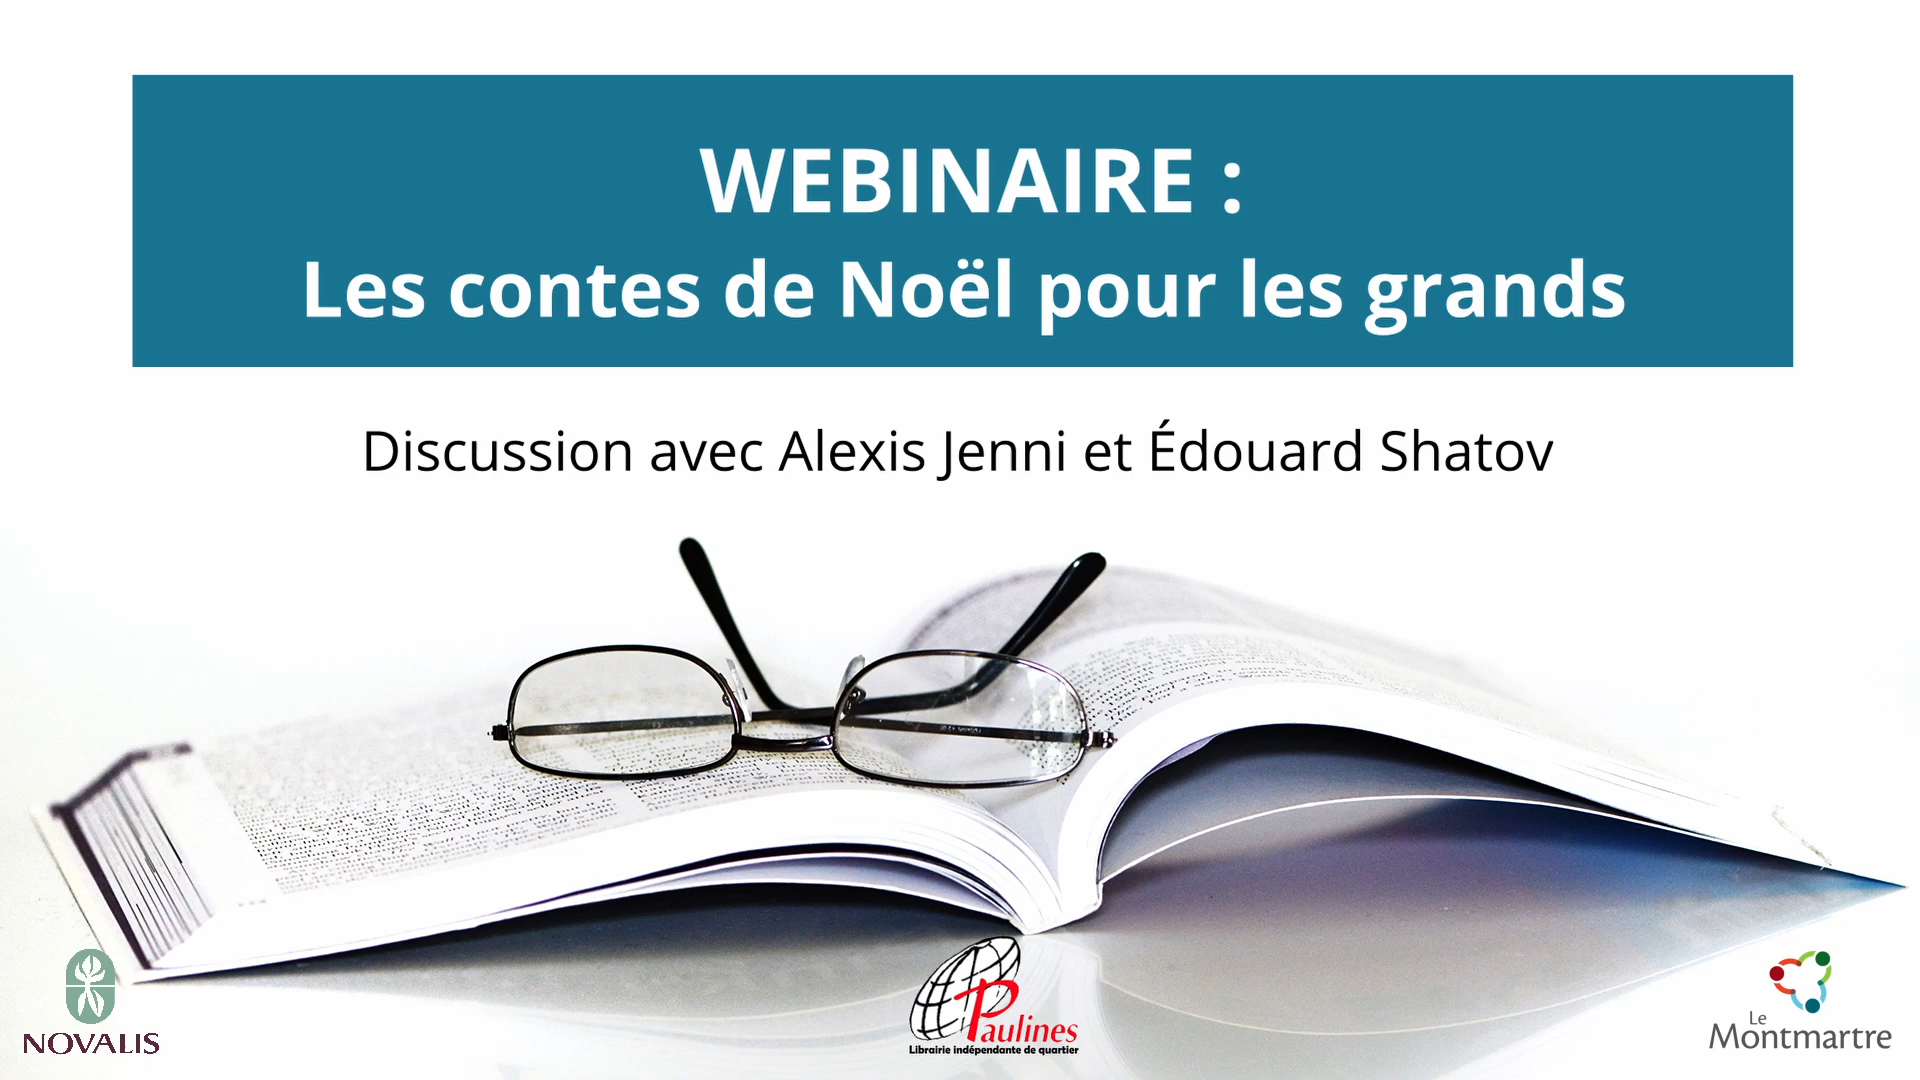 WEBINAIRE :
Les contes de Noël pour les grands
Discussion avec Alexis Jenni et Édouard Shatov
NOVALIS
Paulines
Librairie indépendante de quartier
Le
Montmartre